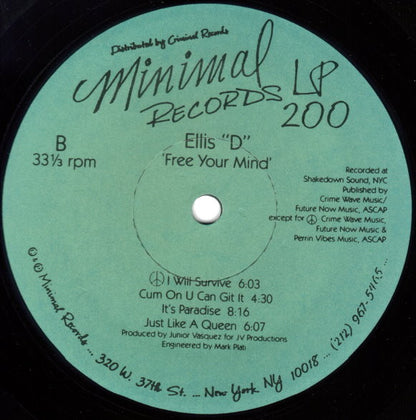 Distributed by Criminal Records
Minimal
RECORDS
LP
200
B
33⅓ rpm
Ellis "D"
'Free Your Mind'
Recorded at
Shakedown Sound, NYC
Published by
Crime Wave Music/
Future Now Music, ASCAP
except for ☮ Crime Wave Music,
Future Now Music &
Perrin Vibes Music, ASCAP
☮ I Will Survive 6:03
Cum On U Can Git It 4:30
It's Paradise 8:16
Just Like A Queen 6:07
Produced by Junior Vasquez for JV Productions
Engineered by Mark Plati
Minimal Records ... 320 W. 37th St. ... New York NY 10018 ... (212) 967-5465 ...